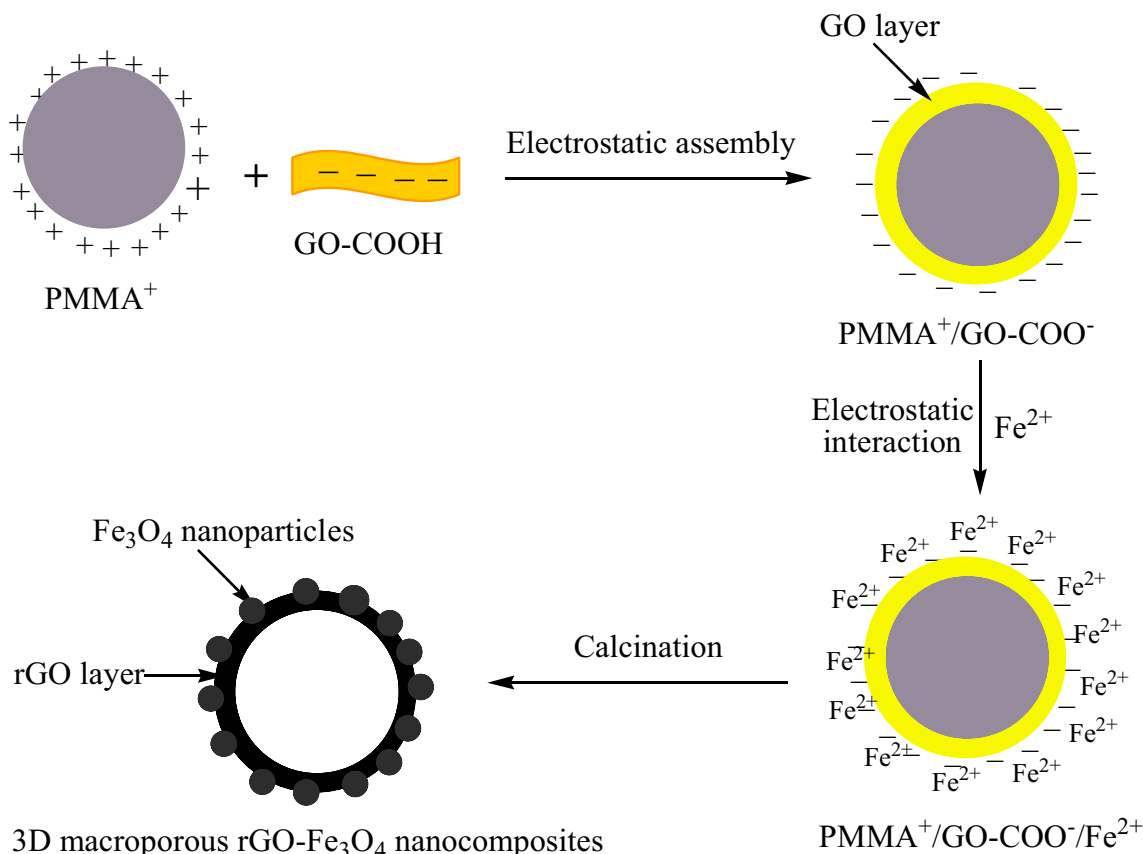 GO layer
Electrostatic assembly
+
GO-COOH
PMMA⁺
PMMA⁺/GO-COO⁻
Electrostatic
interaction
Fe²⁺
Fe₃O₄ nanoparticles
rGO layer
Calcination
Fe²⁺
Fe²⁺
Fe²⁺
Fe²⁺
Fe²⁺
Fe²⁺
Fe²⁺
Fe²⁺
Fe²⁺
Fe²⁺
Fe²⁺
Fe²⁺
Fe²⁺
3D macroporous rGO-Fe₃O₄ nanocomposites
PMMA⁺/GO-COO⁻/Fe²⁺